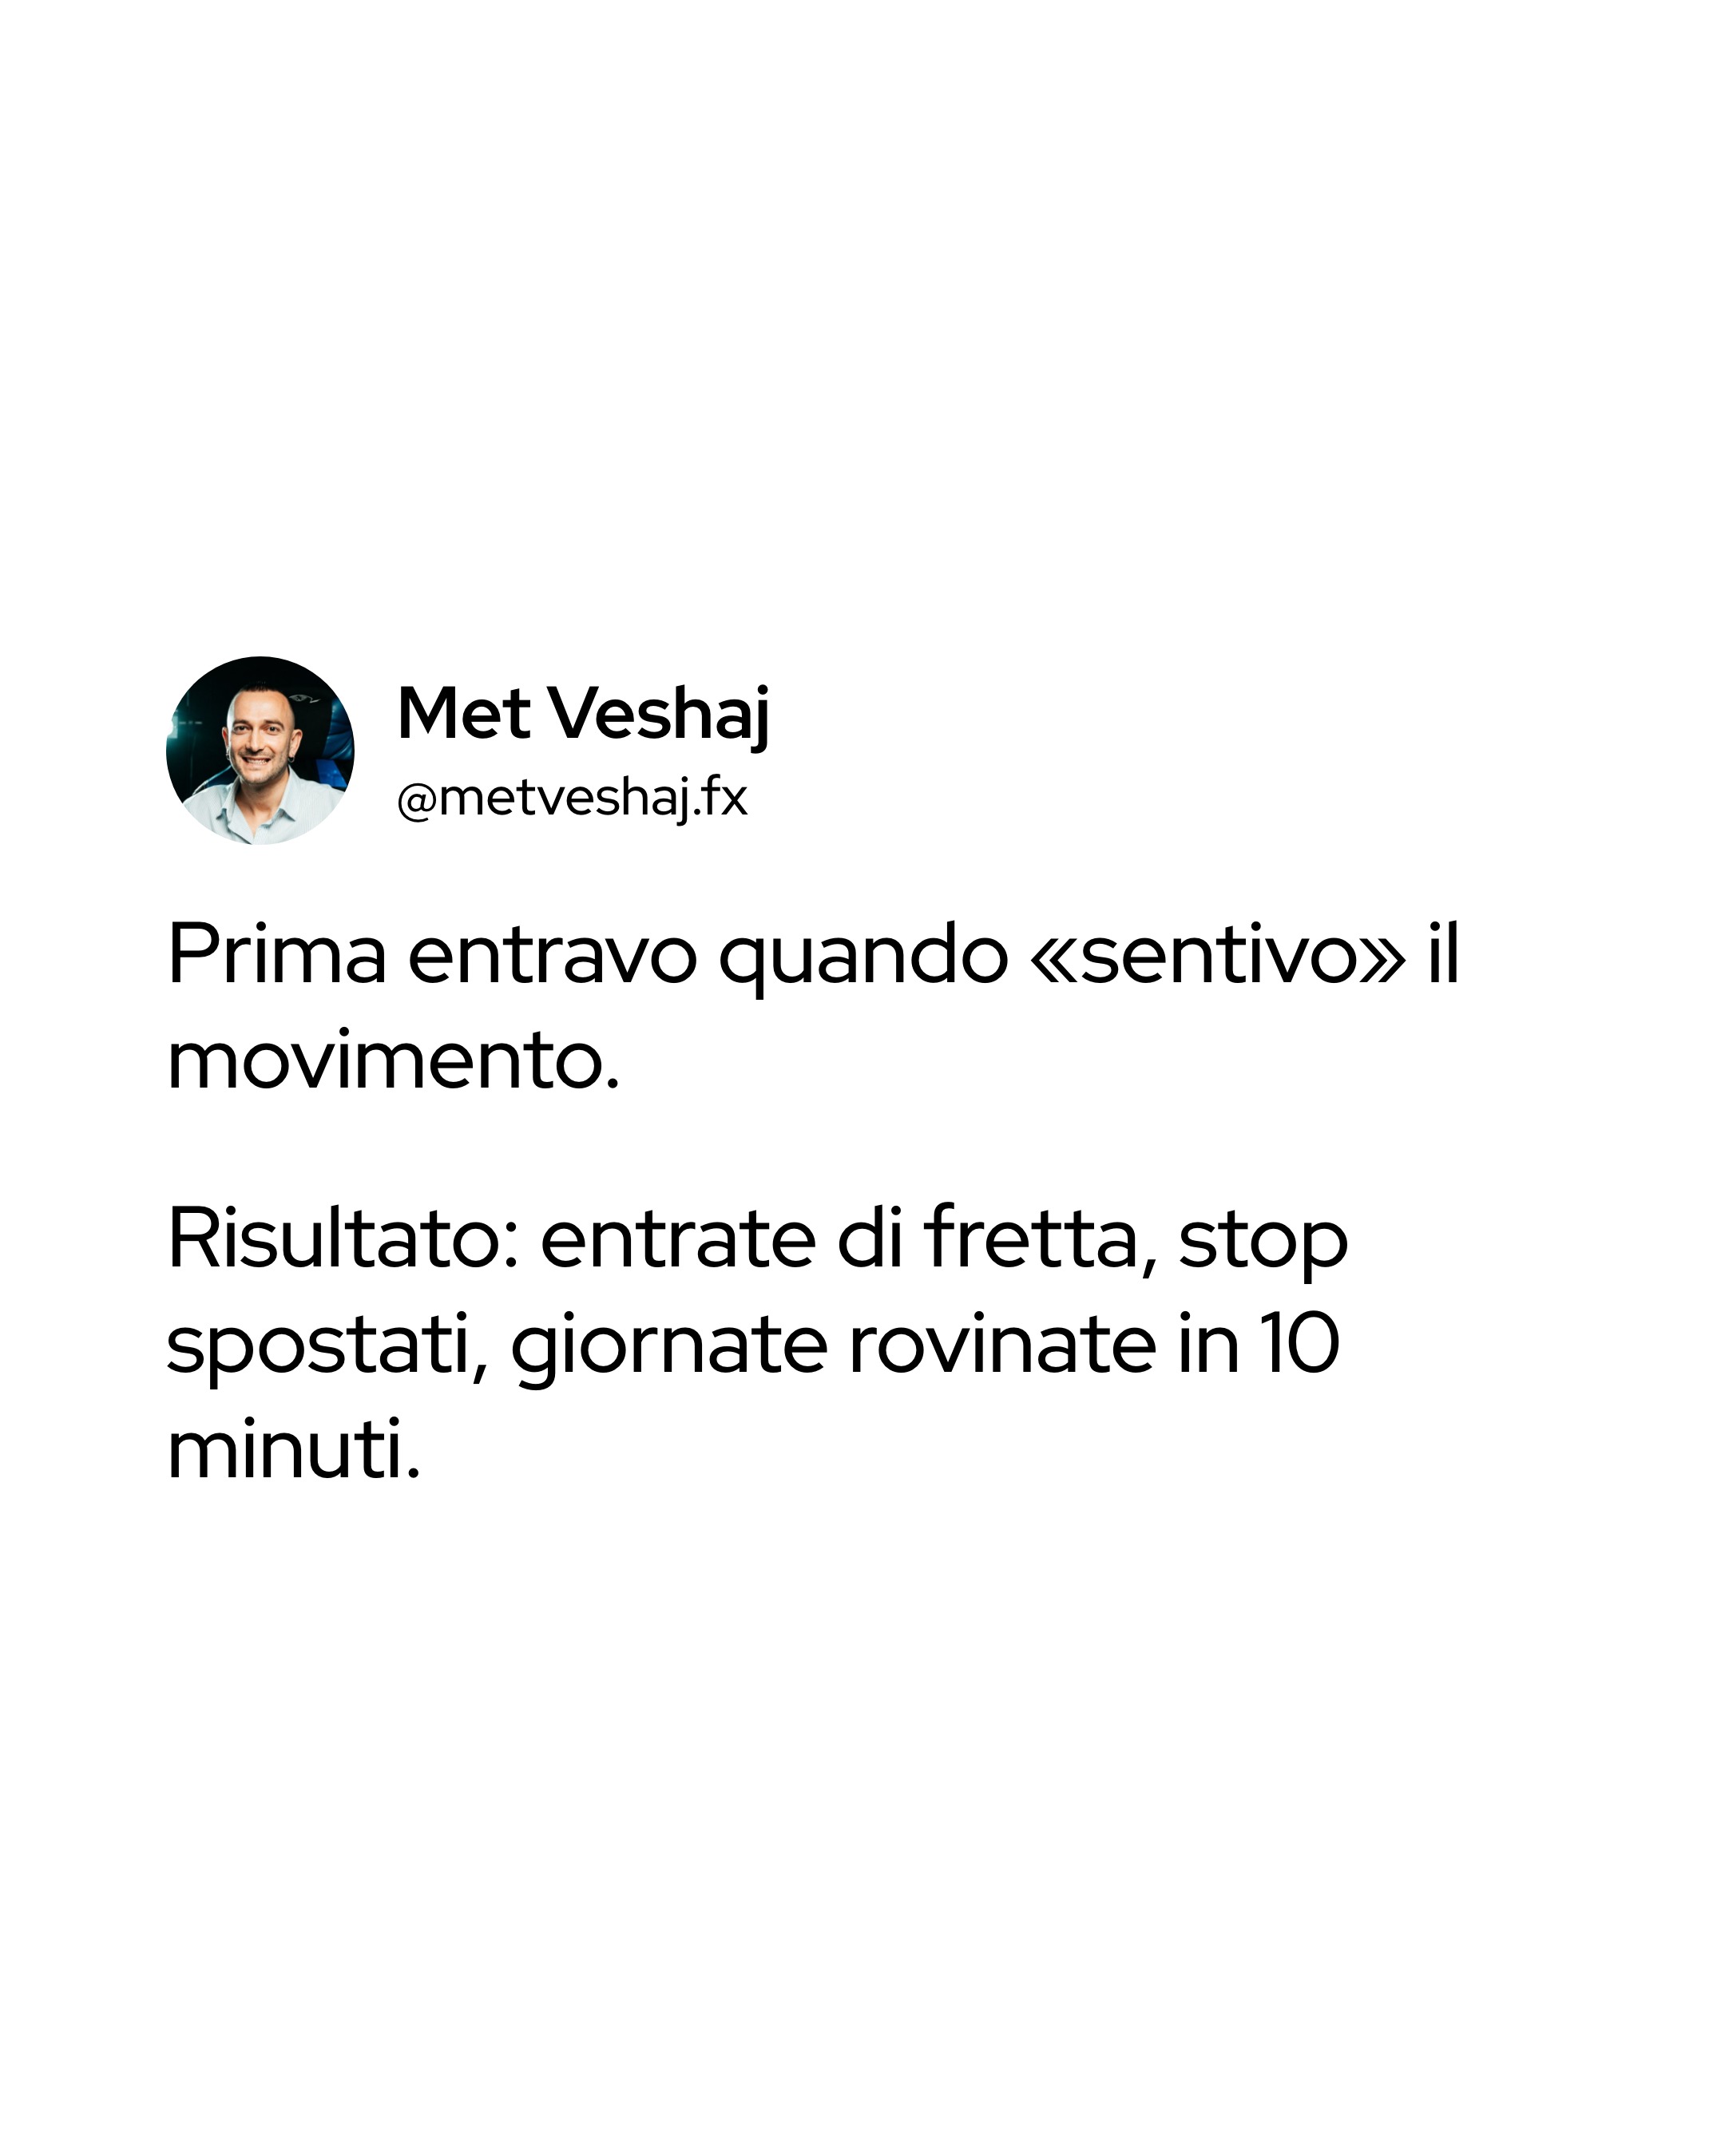 Met Veshaj
@metveshaj.fx
Prima entravo quando «sentivo» il
movimento.
Risultato: entrate di fretta, stop
spostati, giornate rovinate in 10
minuti.